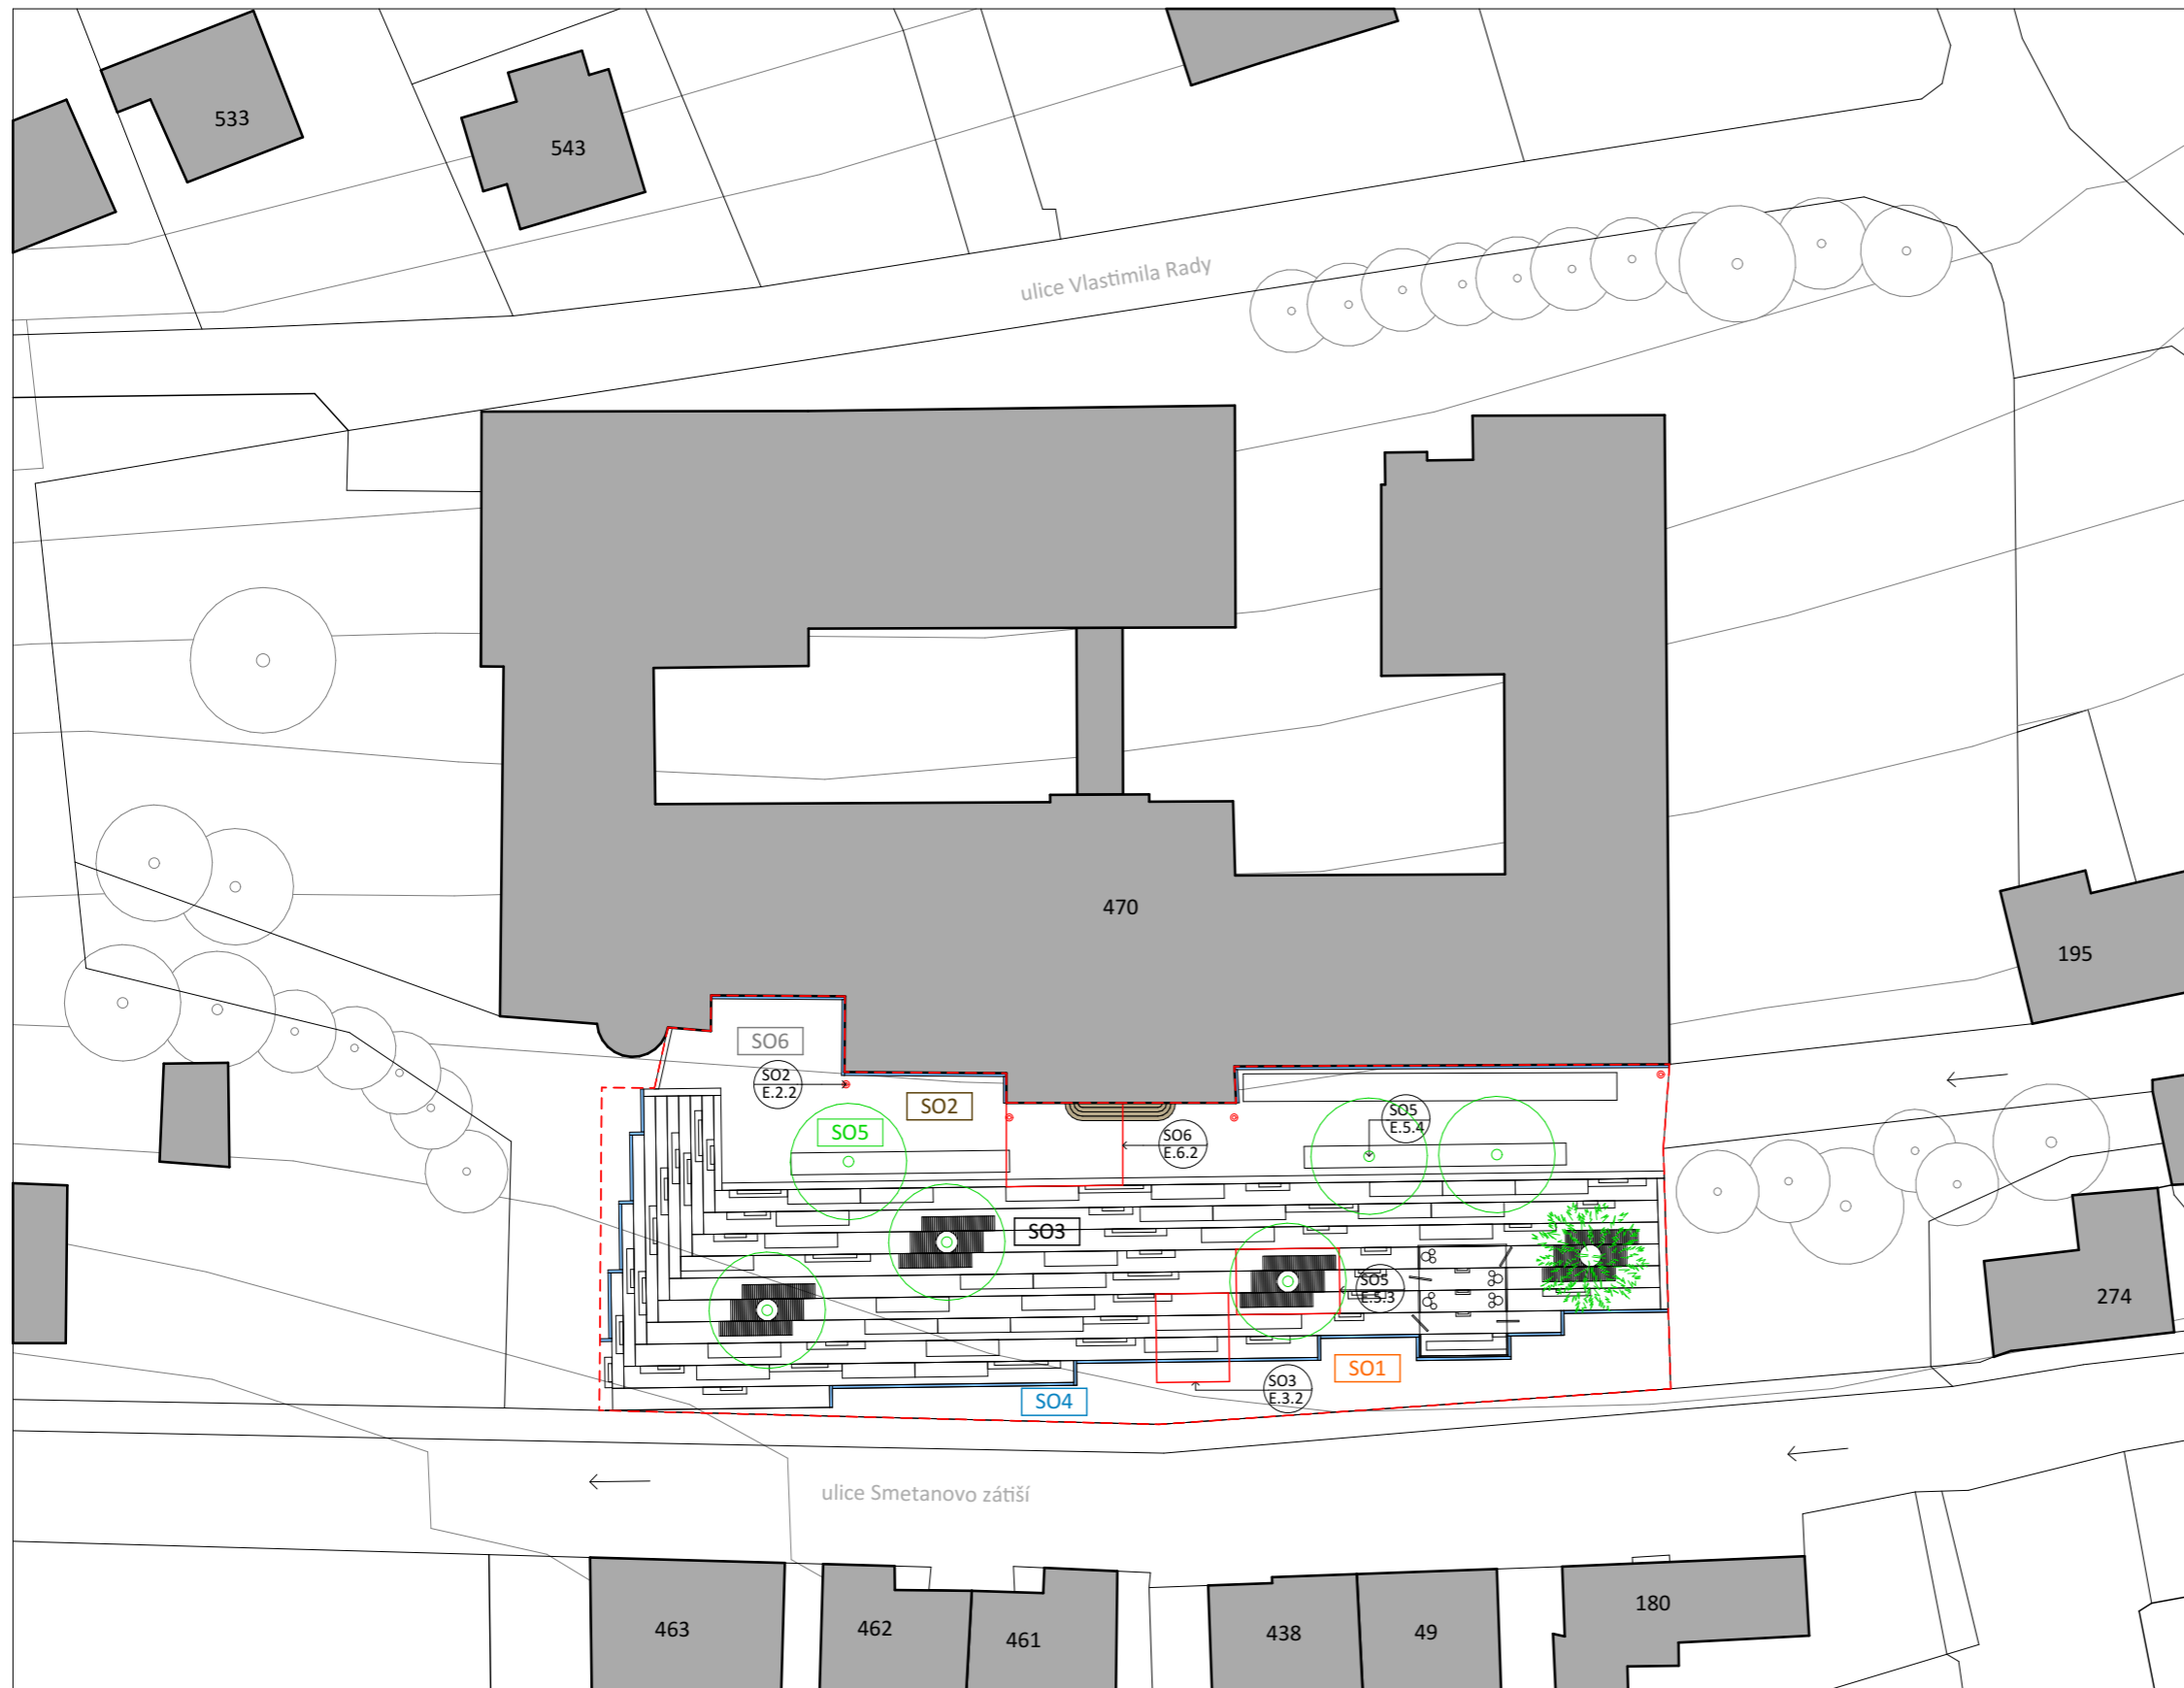 533
543
ulice Vlastimila Rady
470
195
SO6
SO2
E.2.2
SO2
SO5
SO5
E.5.4
SO6
E.6.2
SO3
SO5
E.5.3
274
SO1
SO3
E.3.2
SO4
ulice Smetanovo zátiší
463
462
461
438
49
180